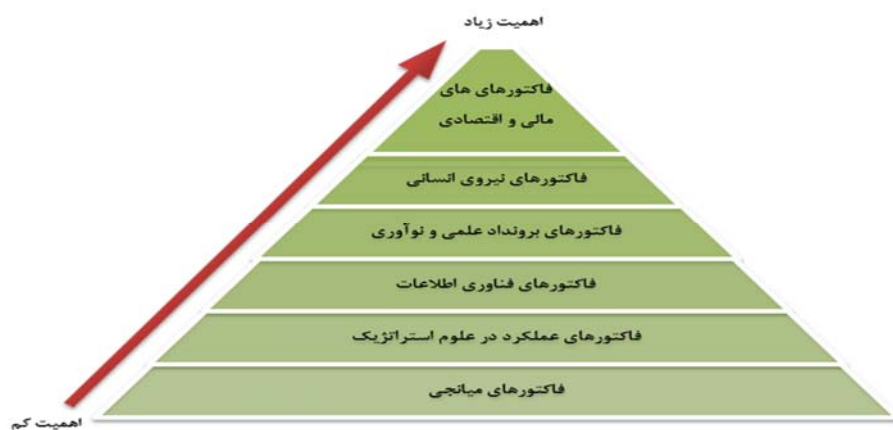 اهمیت زیاد
فاکتورهای های
مالی و اقتصادی
فاکتورهای نیروی انسانی
فاکتورهای برونداد علمی و نوآوری
فاکتورهای فناوری اطلاعات
فاکتورهای عملکرد در علوم استراتژیک
فاکتورهای میانجی
اهمیت کم